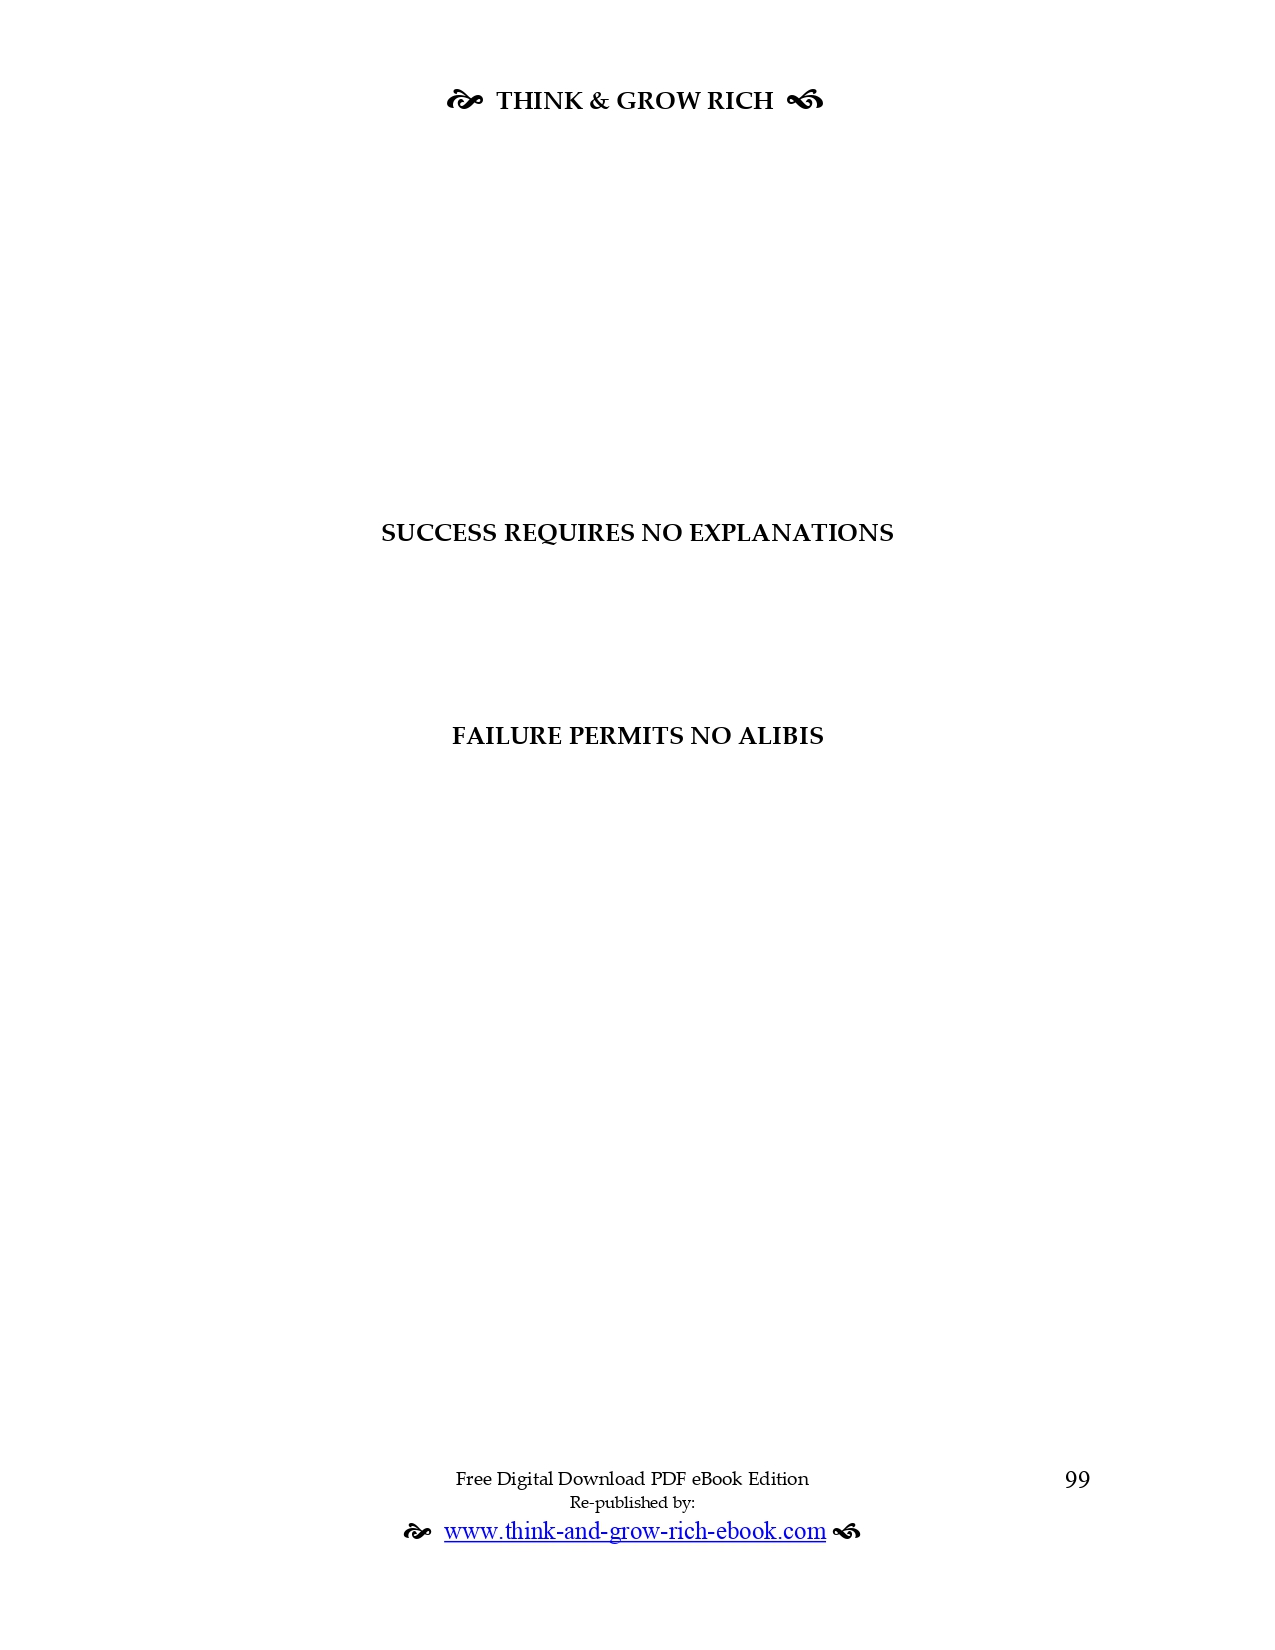 THINK & GROW RICH
SUCCESS REQUIRES NO EXPLANATIONS
FAILURE PERMITS NO ALIBIS
Free Digital Download PDF eBook Edition
99
Re-published by:
www.think-and-grow-rich-ebook.com